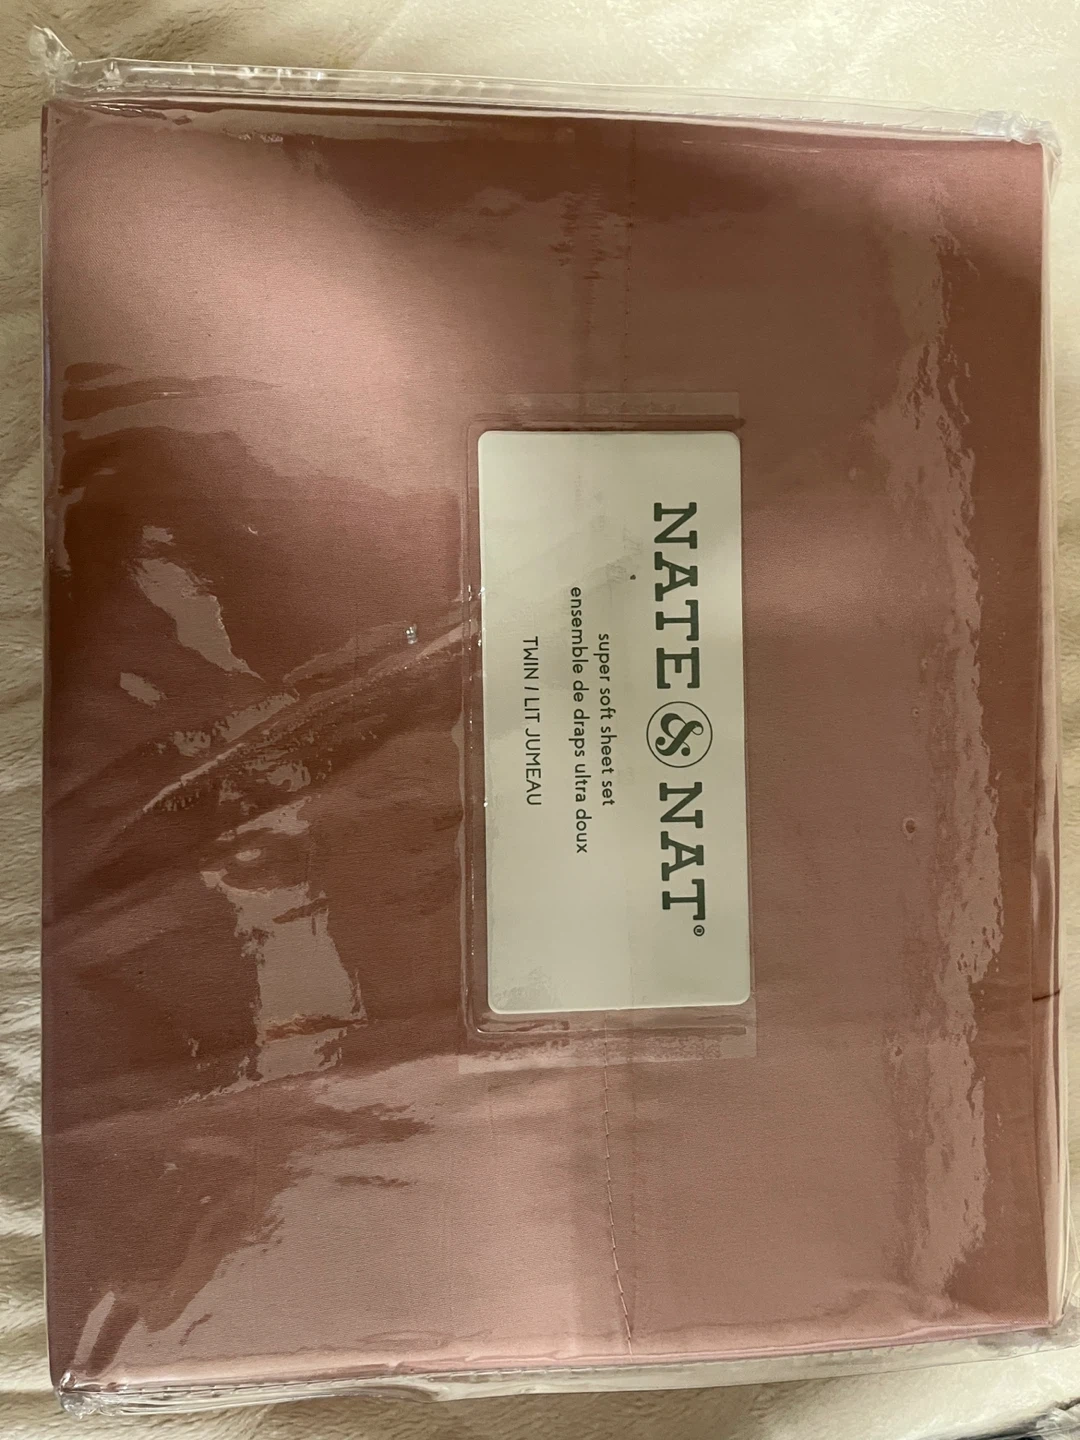 NATE & NAT®
super soft sheet set
ensemble de draps ultra doux
TWIN / LIT JUMEAU